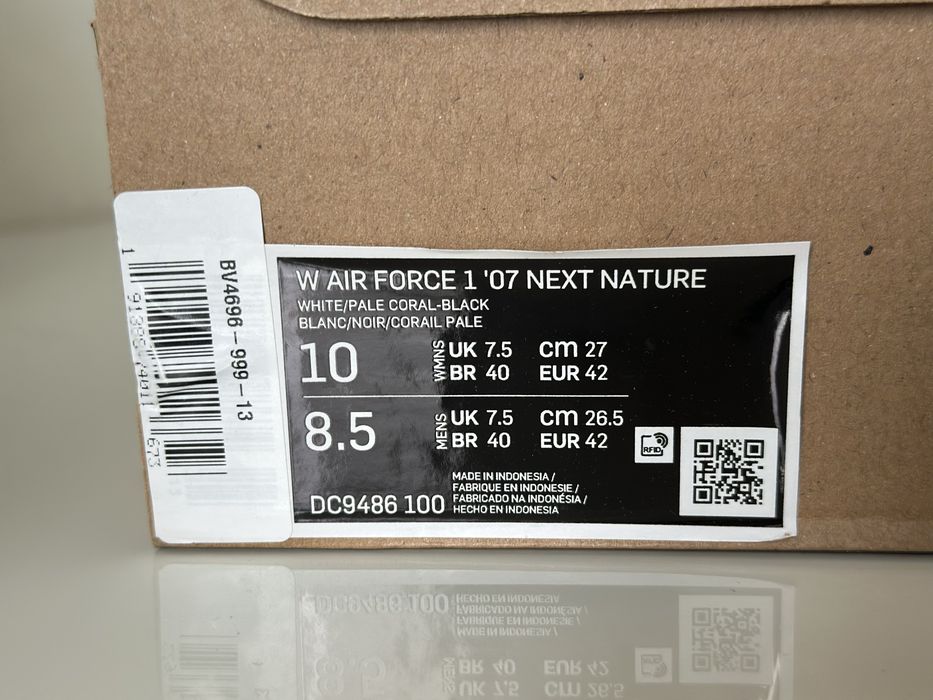 BV4696-999-13
W AIR FORCE 1 '07 NEXT NATURE
WHITE/PALE CORAL-BLACK
BLANC/NOIR/CORAIL PALE
10 WMNS UK 7.5 cm 27
BR 40 EUR 42
8.5 MENS UK 7.5 cm 26.5
BR 40 EUR 42
RFID
MADE IN INDONESIA /
FABRIQUE EN INDONESIE /
FABRICADO NA INDONÉSIA /
HECHO EN INDONESIA
DC9486 100